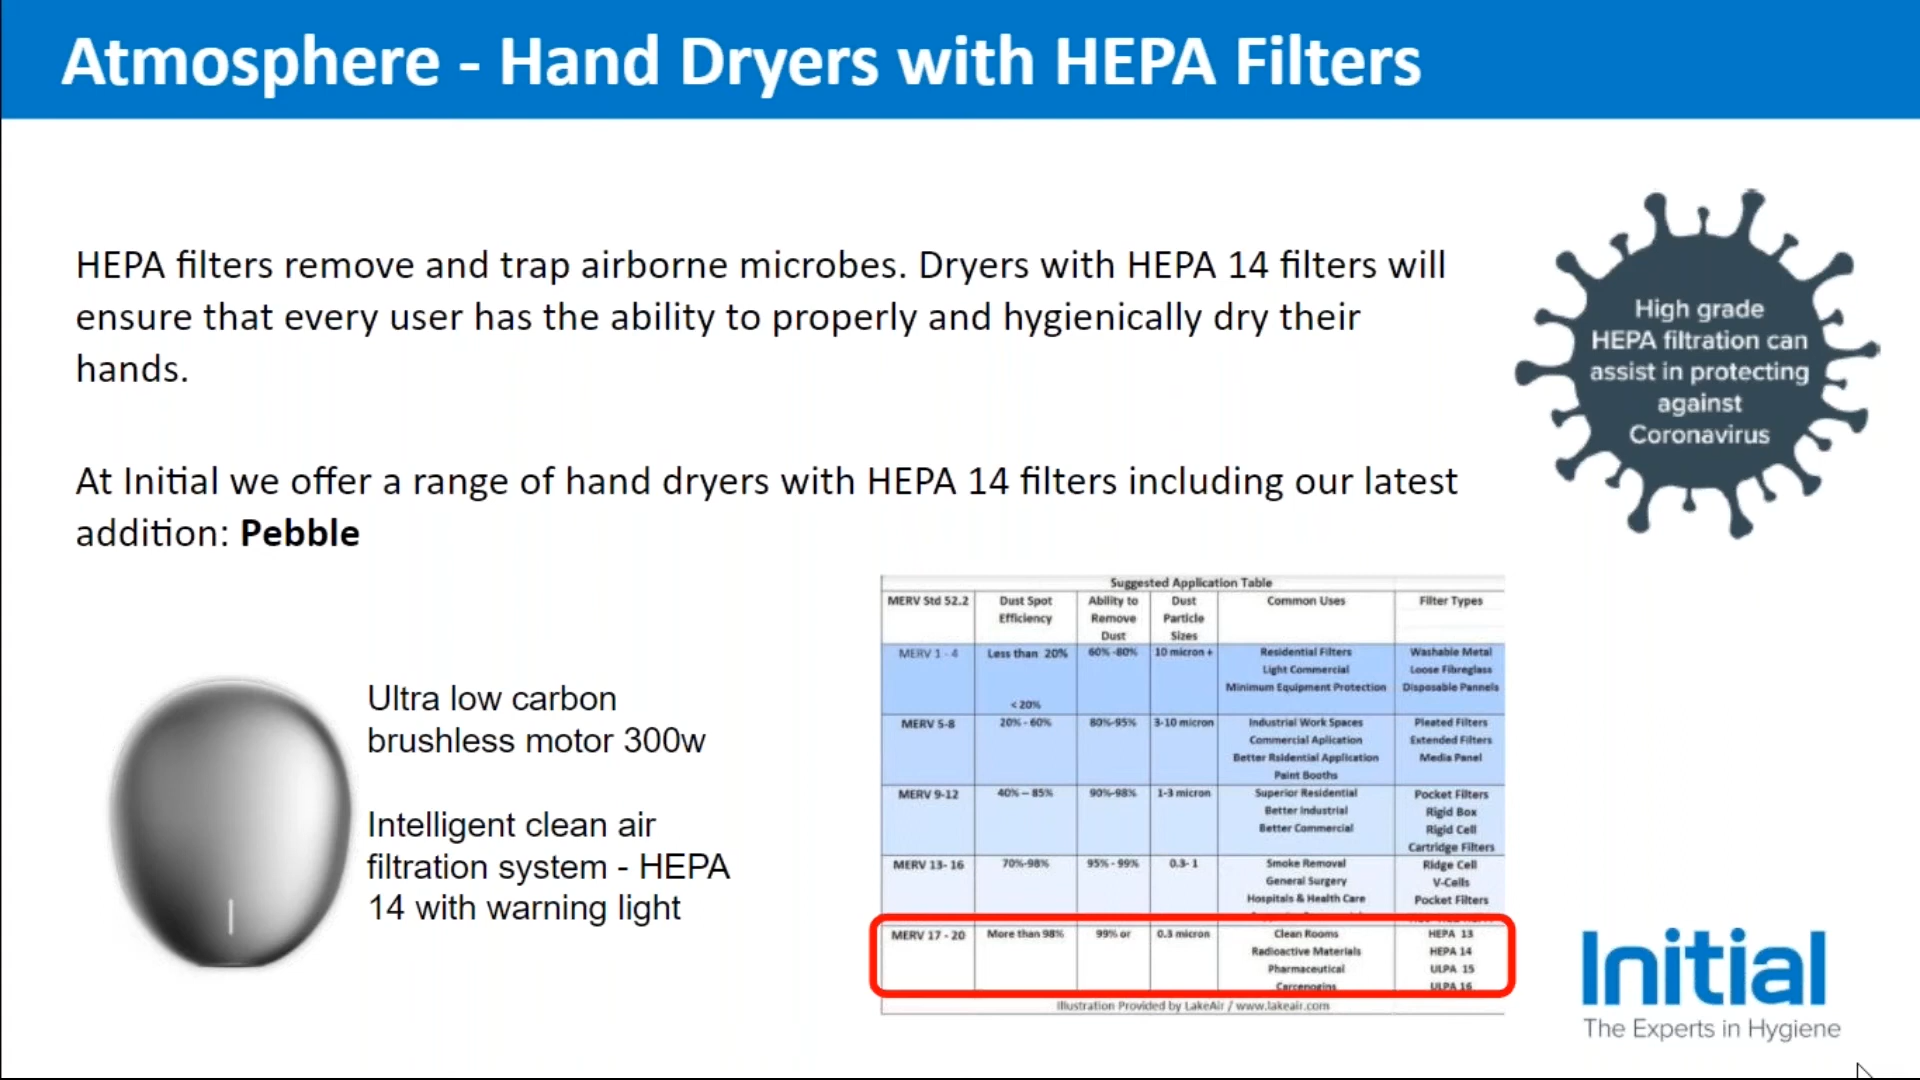 Atmosphere - Hand Dryers with HEPA Filters
HEPA filters remove and trap airborne microbes. Dryers with HEPA 14 filters will
ensure that every user has the ability to properly and hygienically dry their
hands.
At Initial we offer a range of hand dryers with HEPA 14 filters including our latest
addition: Pebble
High grade
HEPA filtration can
assist in protecting
against
Coronavirus
Ultra low carbon
brushless motor 300w
Intelligent clean air
filtration system - HEPA
14 with warning light
Suggested Application Table
MERV Std 52.2 Dust Spot Ability to Dust Common Uses Filter Types
Efficiency Remove Particle
Dust Sizes
MERV 1 - 4 Less than 20% 60% -80% 10 micron + Residential Filters Washable Metal
Light Commercial Loose Fibreglass
Minimum Equipment Protection Disposable Pannels
< 20%
MERV 5-8 20% - 60% 80%-95% 3-10 micron Industrial Work Spaces Pleated Filters
Commercial Aplication Extended Filters
Better Rsidential Application Media Panel
Paint Booths
MERV 9-12 40% – 85% 90%-98% 1-3 micron Superior Residential Pocket Filters
Better Industrial Rigid Box
Better Commercial Rigid Cell
Cartridge Filters
MERV 13- 16 70%-98% 95% - 99% 0.3- 1 Smoke Removal Ridge Cell
General Surgery V-Cells
Hospitals & Health Care Pocket Filters
MERV 17 - 20 More than 98% 99% or 0.3 micron Clean Rooms HEPA 13
Radioactive Materials HEPA 14
Pharmaceutical ULPA 15
Carcenogins ULPA 16
Illustration Provided by LakeAir / www.lakeair.com
Initial
The Experts in Hygiene